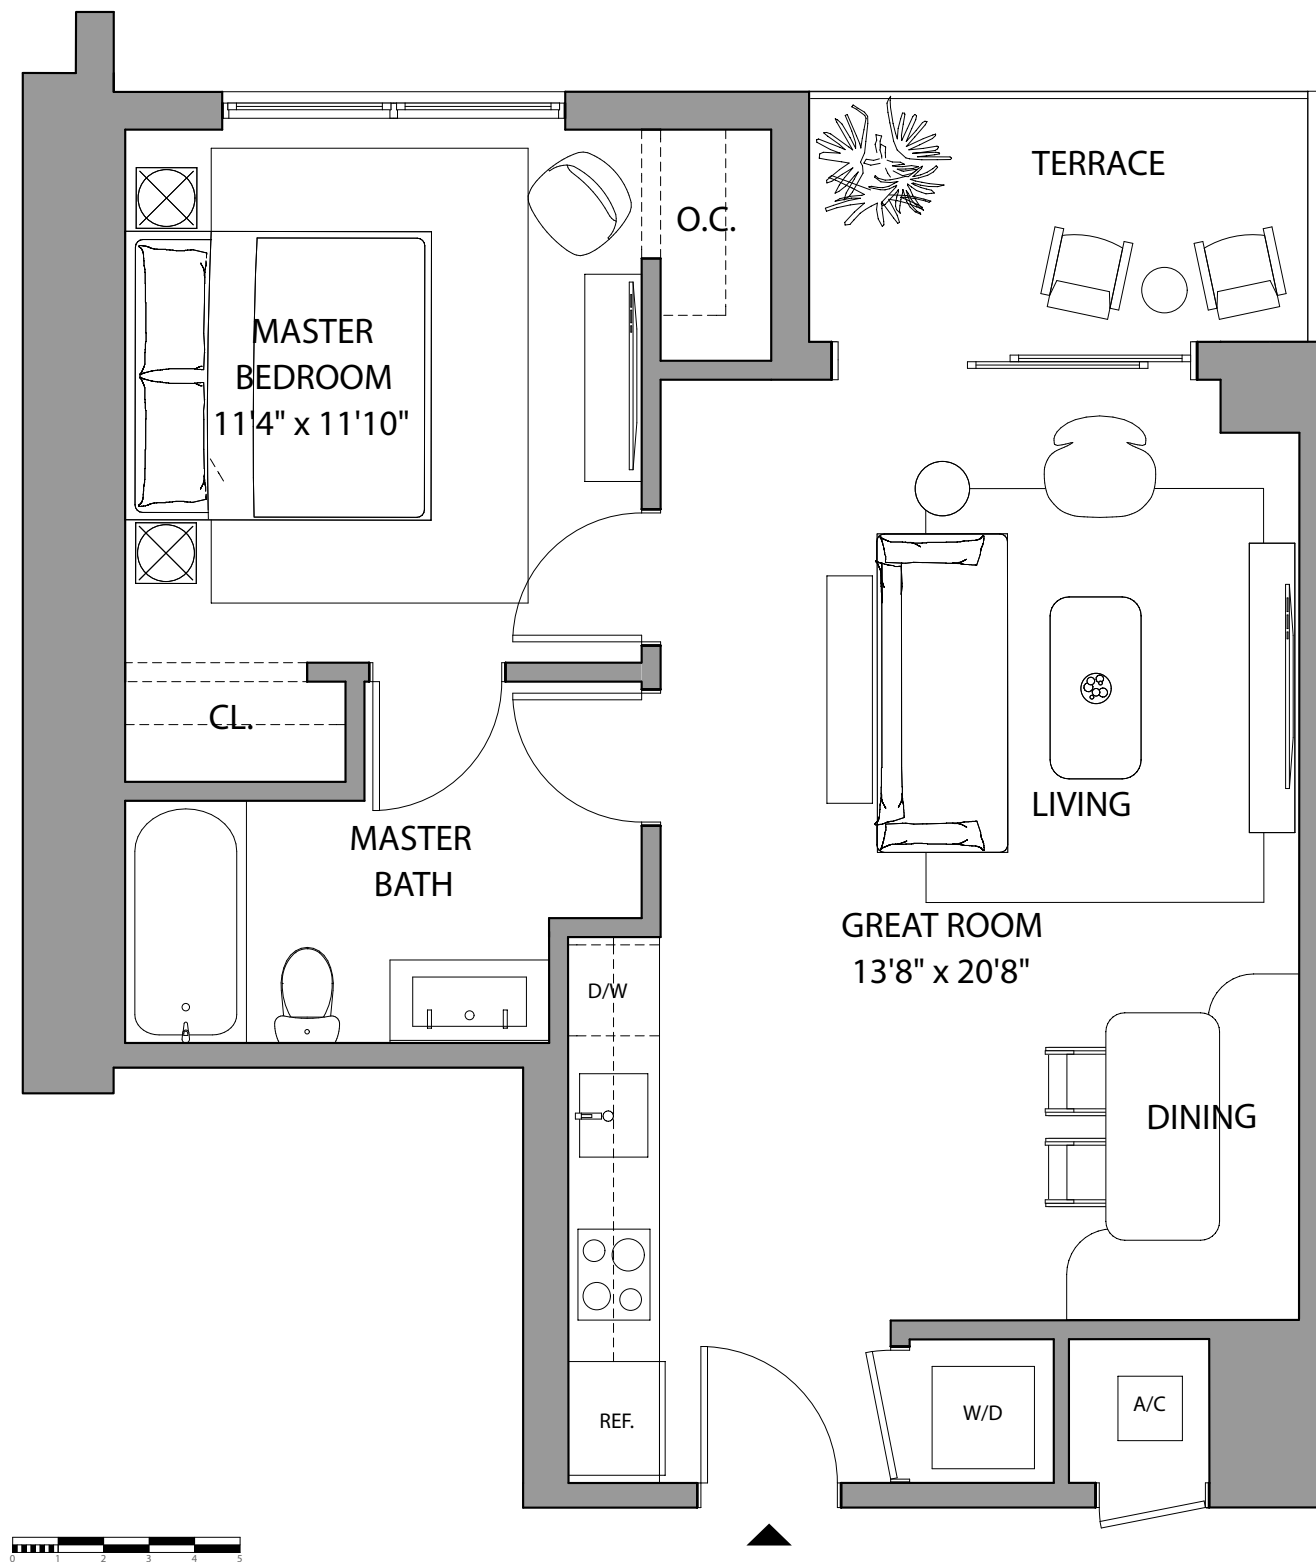 TERRACE
O.C.
MASTER
BEDROOM
11'4" x 11'10"
CL.
LIVING
MASTER
BATH
GREAT ROOM
13'8" x 20'8"
D/W
DINING
A/C
W/D
REF.
0 1 2 3 4 5